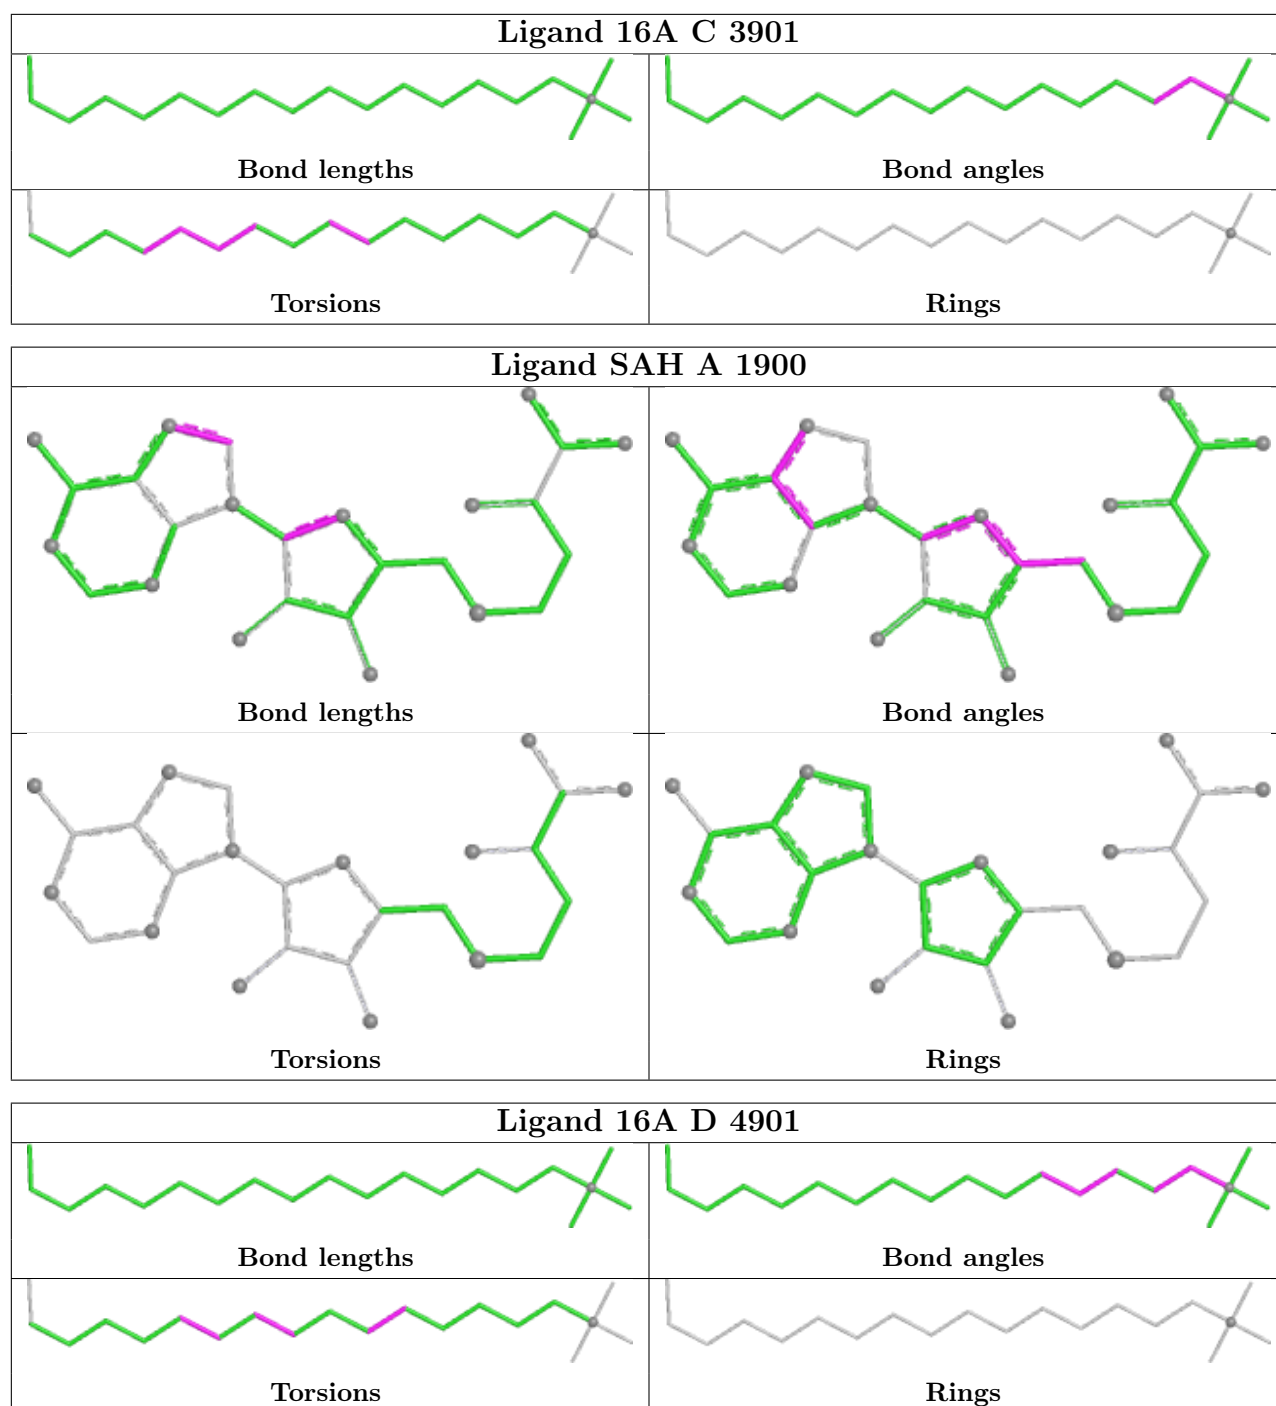 Ligand 16A C 3901
Bond lengths
Bond angles
Torsions
Rings
Ligand SAH A 1900
Bond lengths
Bond angles
Torsions
Rings
Ligand 16A D 4901
Bond lengths
Bond angles
Torsions
Rings